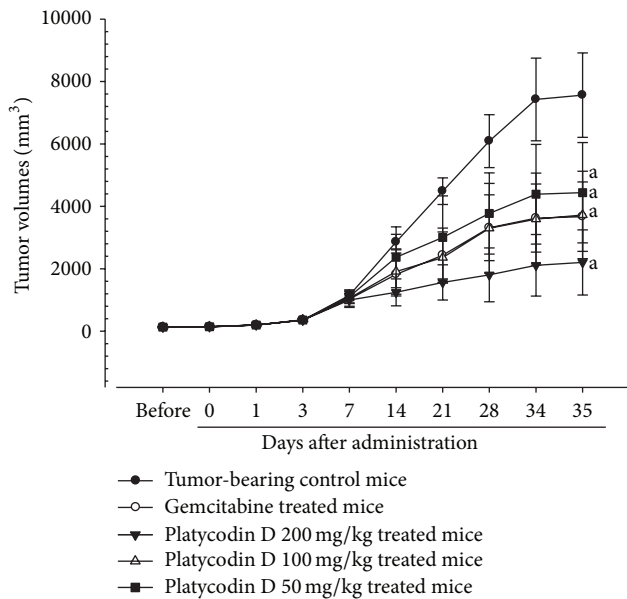 10000
8000
6000
4000
2000
0
Tumor volumes (mm³)
a
a
a
a
Before 0 1 3 7 14 21 28 34 35
Days after administration
Tumor-bearing control mice
Gemcitabine treated mice
Platycodin D 200 mg/kg treated mice
Platycodin D 100 mg/kg treated mice
Platycodin D 50 mg/kg treated mice